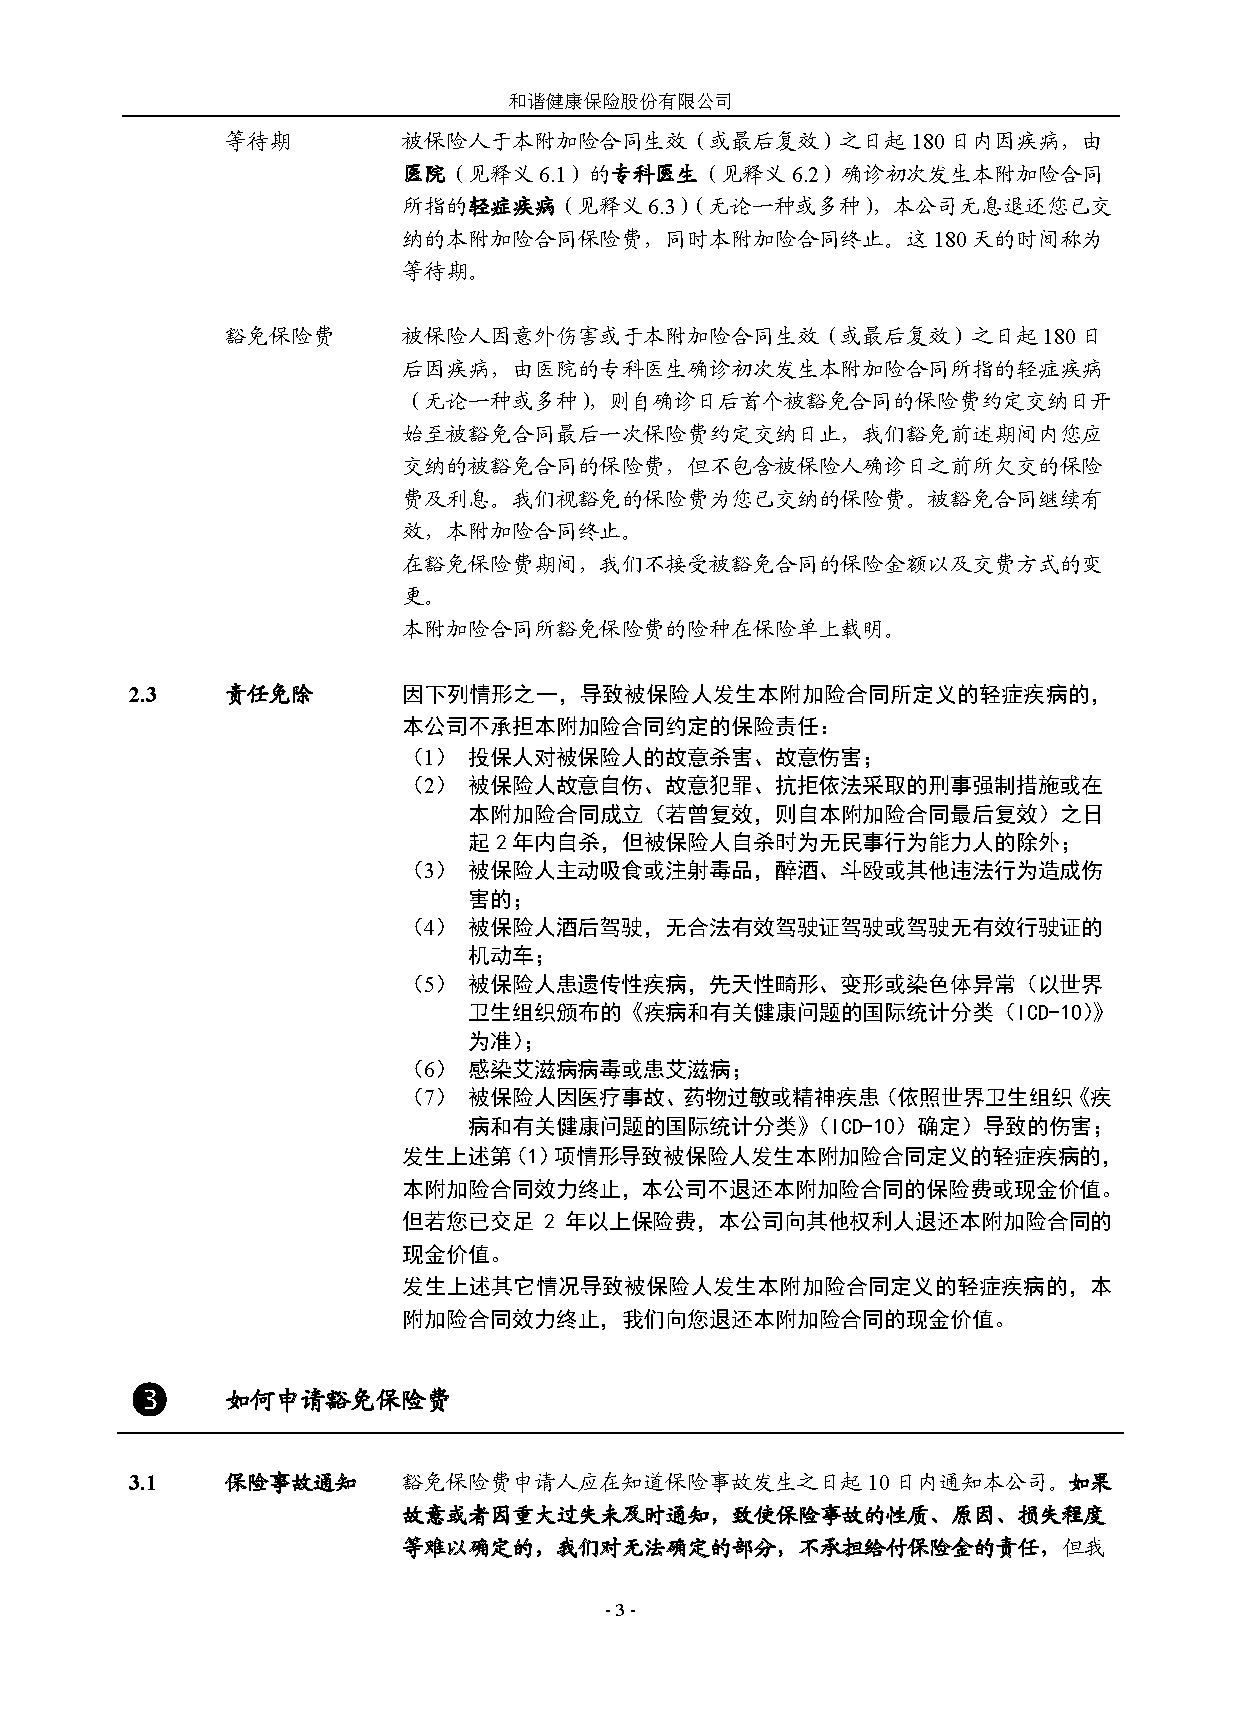 和谐健康保险股份有限公司
等待期 被保险人于本附加险合同生效（或最后复效）之日起 180 日内因疾病，由
医院（见释义 6.1）的专科医生（见释义 6.2）确诊初次发生本附加险合同
所指的轻症疾病（见释义 6.3）（无论一种或多种），本公司无息退还您已交
纳的本附加险合同保险费，同时本附加险合同终止。这 180 天的时间称为
等待期。
豁免保险费 被保险人因意外伤害或于本附加险合同生效（或最后复效）之日起 180 日
后因疾病，由医院的专科医生确诊初次发生本附加险合同所指的轻症疾病
（无论一种或多种），则自确诊日后首个被豁免合同的保险费约定交纳日开
始至被豁免合同最后一次保险费约定交纳日止，我们豁免前述期间内您应
交纳的被豁免合同的保险费，但不包含被保险人确诊日之前所欠交的保险
费及利息。我们视豁免的保险费为您已交纳的保险费。被豁免合同继续有
效，本附加险合同终止。
在豁免保险费期间，我们不接受被豁免合同的保险金额以及交费方式的变
更。
本附加险合同所豁免保险费的险种在保险单上载明。
2.3 责任免除 因下列情形之一，导致被保险人发生本附加险合同所定义的轻症疾病的，
本公司不承担本附加险合同约定的保险责任：
（1） 投保人对被保险人的故意杀害、故意伤害；
（2） 被保险人故意自伤、故意犯罪、抗拒依法采取的刑事强制措施或在
本附加险合同成立（若曾复效，则自本附加险合同最后复效）之日
起 2 年内自杀，但被保险人自杀时为无民事行为能力人的除外；
（3） 被保险人主动吸食或注射毒品，醉酒、斗殴或其他违法行为造成伤
害的；
（4） 被保险人酒后驾驶，无合法有效驾驶证驾驶或驾驶无有效行驶证的
机动车；
（5） 被保险人患遗传性疾病，先天性畸形、变形或染色体异常（以世界
卫生组织颁布的《疾病和有关健康问题的国际统计分类（ICD-10）》
为准）；
（6） 感染艾滋病病毒或患艾滋病；
（7） 被保险人因医疗事故、药物过敏或精神疾患（依照世界卫生组织《疾
病和有关健康问题的国际统计分类》（ICD-10）确定）导致的伤害；
发生上述第（1）项情形导致被保险人发生本附加险合同定义的轻症疾病的，
本附加险合同效力终止，本公司不退还本附加险合同的保险费或现金价值。
但若您已交足 2 年以上保险费，本公司向其他权利人退还本附加险合同的
现金价值。
发生上述其它情况导致被保险人发生本附加险合同定义的轻症疾病的，本
附加险合同效力终止，我们向您退还本附加险合同的现金价值。
❸ 如何申请豁免保险费
3.1 保险事故通知 豁免保险费申请人应在知道保险事故发生之日起 10 日内通知本公司。如果
故意或者因重大过失未及时通知，致使保险事故的性质、原因、损失程度
等难以确定的，我们对无法确定的部分，不承担给付保险金的责任，但我
- 3 -